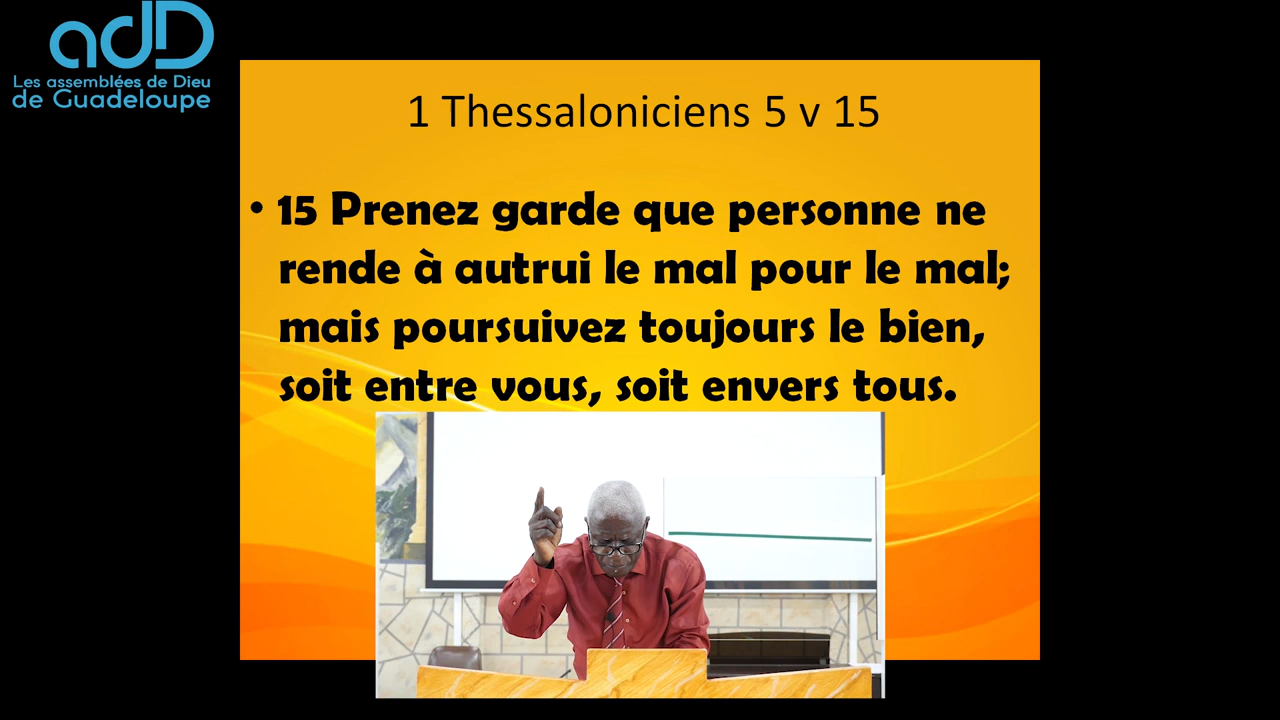 adD
Les assemblées de Dieu
de Guadeloupe
1 Thessaloniciens 5 v 15
• 15 Prenez garde que personne ne
rende à autrui le mal pour le mal;
mais poursuivez toujours le bien,
soit entre vous, soit envers tous.